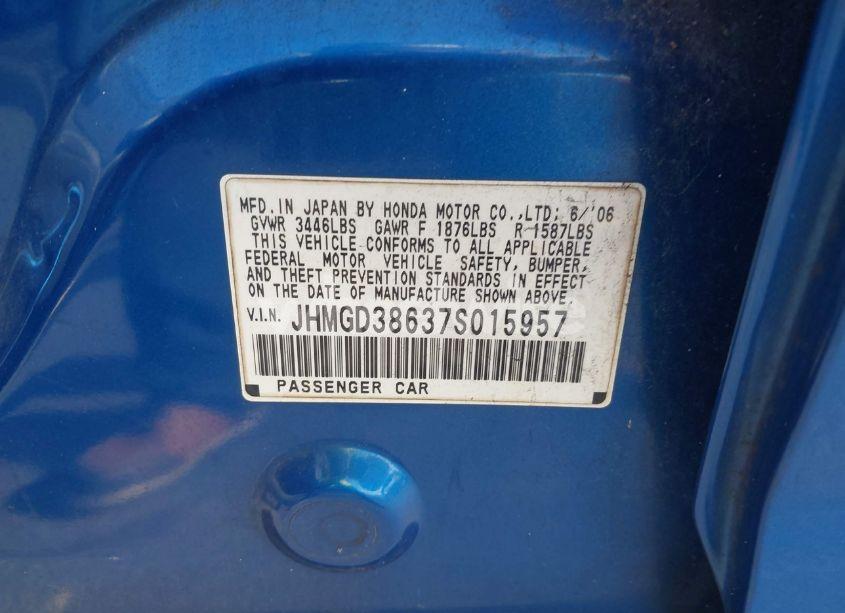 MFD. IN JAPAN BY HONDA MOTOR CO.,LTD; 6/'06
GVWR 3446LBS GAWR F 1876LBS R 1587LBS
THIS VEHICLE CONFORMS TO ALL APPLICABLE
FEDERAL MOTOR VEHICLE SAFETY, BUMPER,
AND THEFT PREVENTION STANDARDS IN EFFECT
ON THE DATE OF MANUFACTURE SHOWN ABOVE.
V.I.N. JHMGD38637S015957
PASSENGER CAR